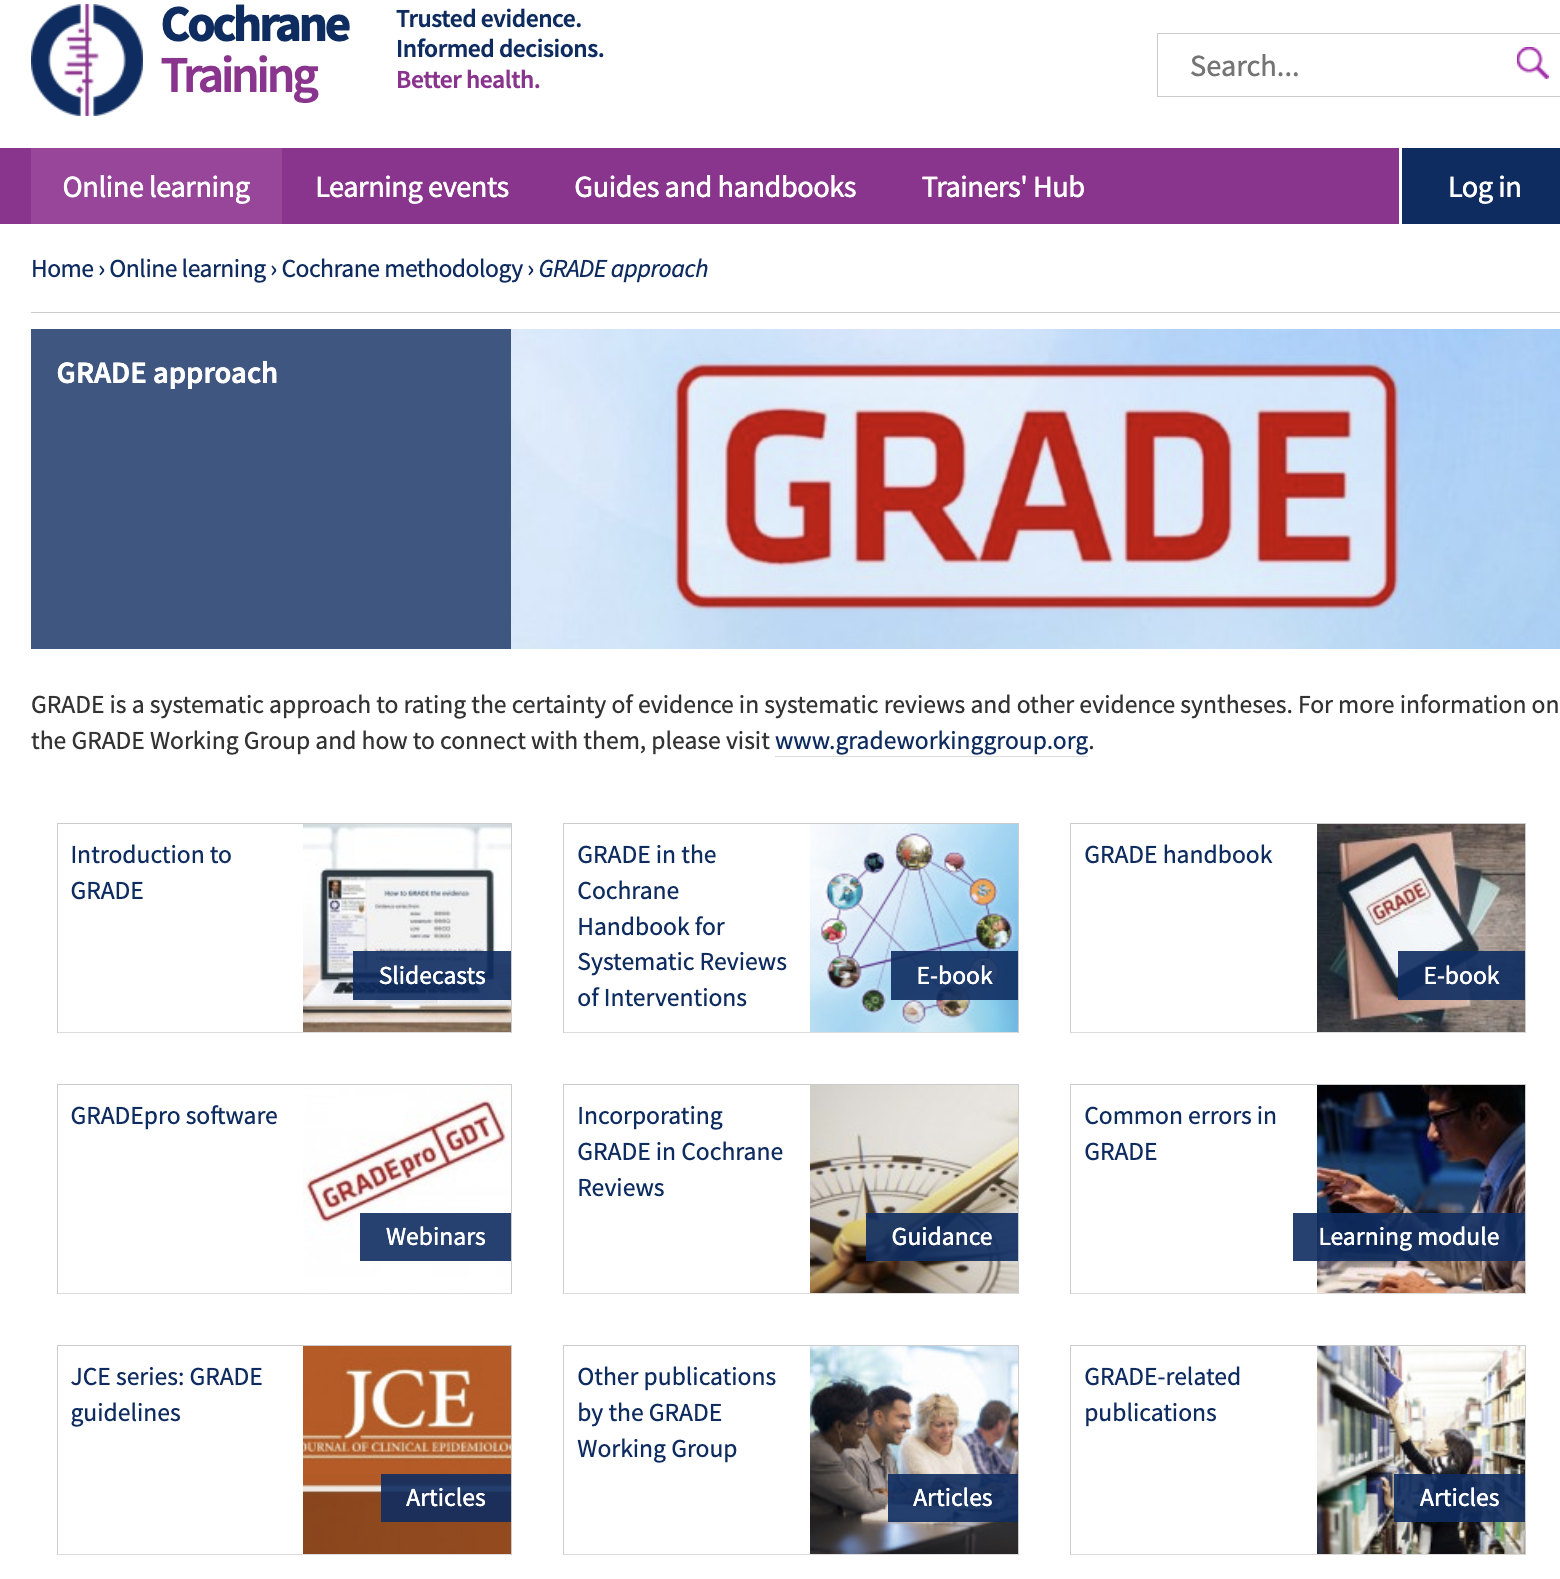 Cochrane
Training
Trusted evidence.
Informed decisions.
Better health.
Search...
Online learning
Learning events
Guides and handbooks
Trainers' Hub
Log in
Home › Online learning › Cochrane methodology › GRADE approach
GRADE approach
GRADE
GRADE is a systematic approach to rating the certainty of evidence in systematic reviews and other evidence syntheses. For more information on
the GRADE Working Group and how to connect with them, please visit www.gradeworkinggroup.org.
Introduction to
GRADE
How to GRADE the evidence
Slidecasts
GRADE in the
Cochrane
Handbook for
Systematic Reviews
of Interventions
E-book
GRADE handbook
GRADE
E-book
GRADEpro software
GRADEpro GDT
Webinars
Incorporating
GRADE in Cochrane
Reviews
Guidance
Common errors in
GRADE
Learning module
JCE series: GRADE
guidelines
JCE
OURNAL OF CLINICAL EPIDEMIOLO
Articles
Other publications
by the GRADE
Working Group
Articles
GRADE-related
publications
Articles